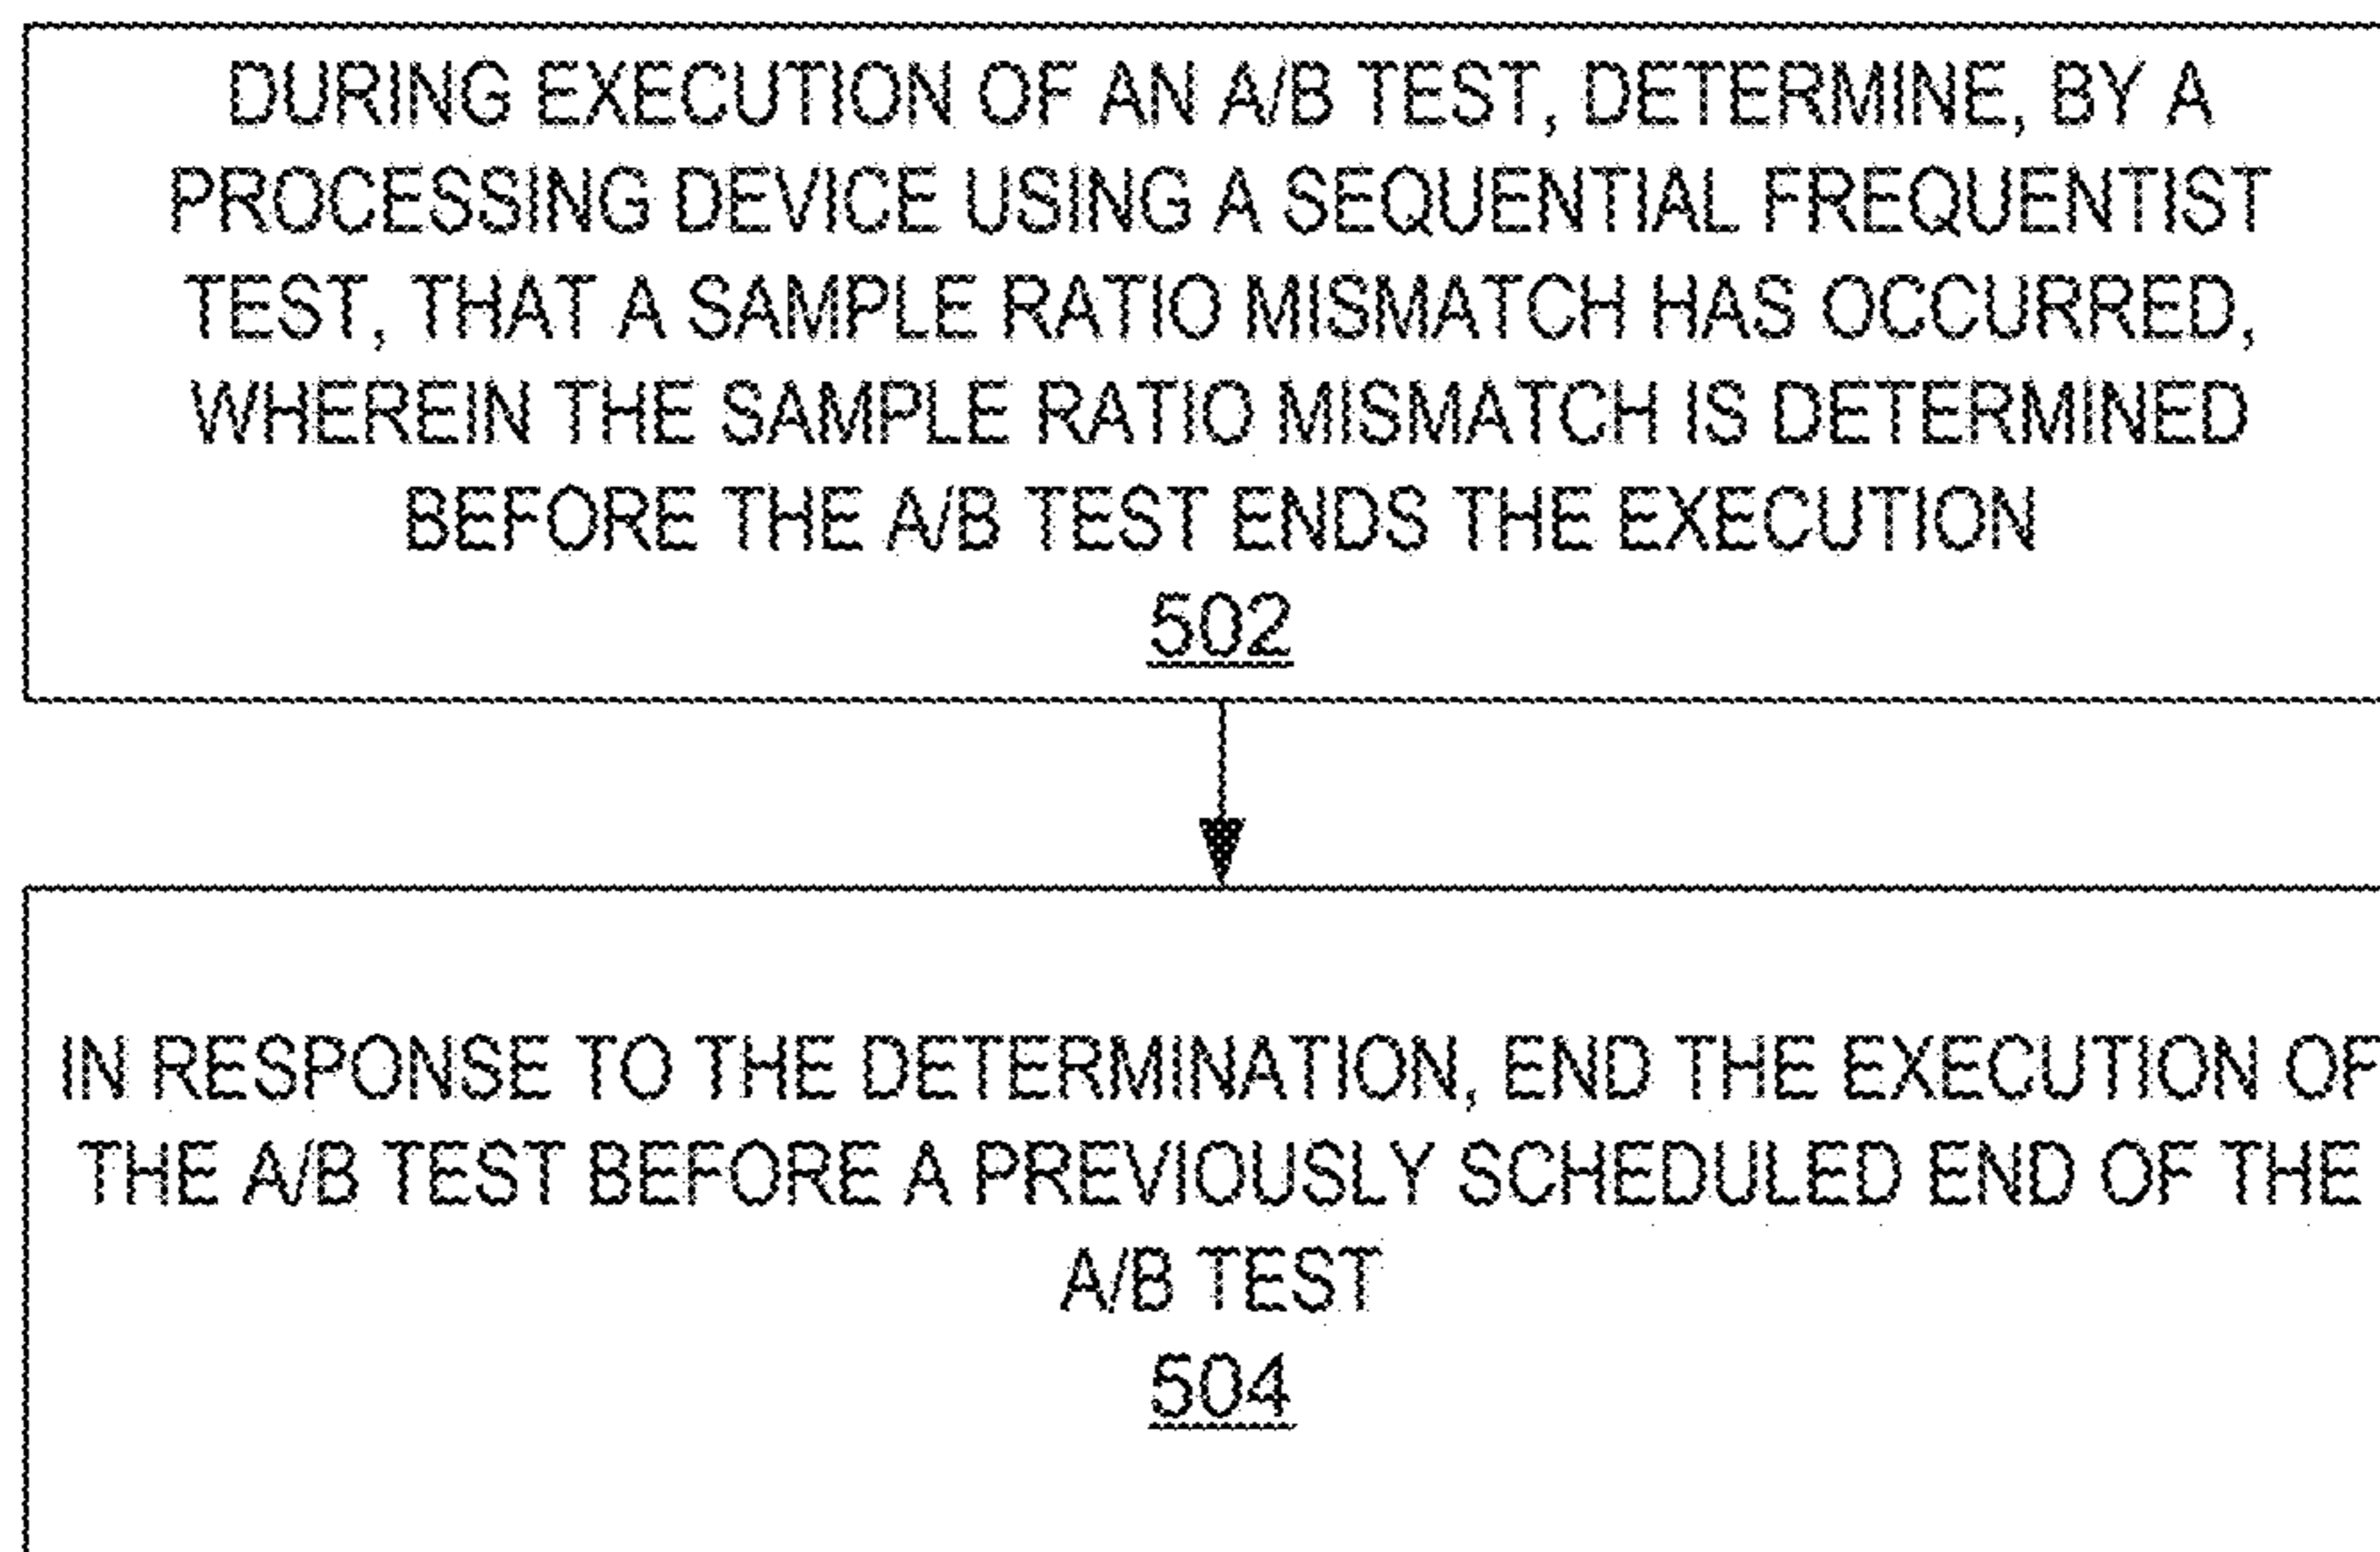 DURING EXECUTION OF AN A/B TEST, DETERMINE, BY A
PROCESSING DEVICE USING A SEQUENTIAL FREQUENTIST
TEST, THAT A SAMPLE RATIO MISMATCH HAS OCCURRED,
WHEREIN THE SAMPLE RATIO MISMATCH IS DETERMINED
BEFORE THE A/B TEST ENDS THE EXECUTION
502
IN RESPONSE TO THE DETERMINATION, END THE EXECUTION OF
THE A/B TEST BEFORE A PREVIOUSLY SCHEDULED END OF THE
A/B TEST
504